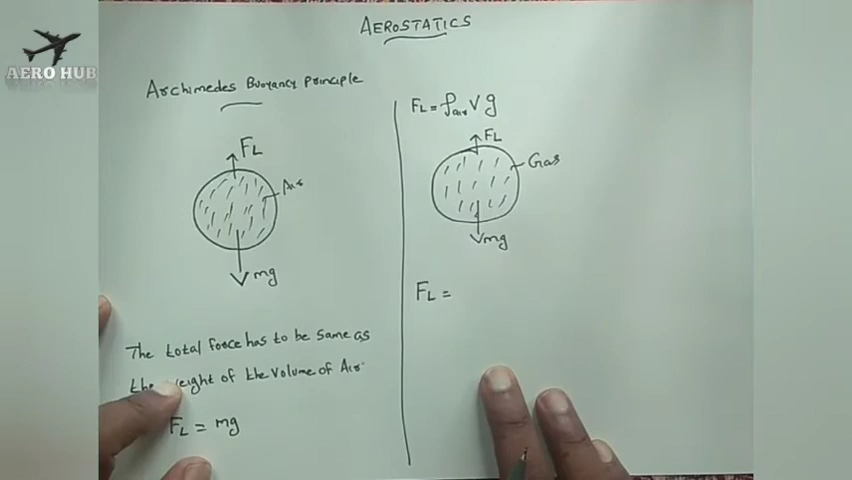 AEROSTATICS
AERO HUB
Archimedes Buoyancy Principle
FL
Air
mg
The total force has to be same as
the weight of the volume of Air
FL = mg
FL = ρair V g
FL
Gas
mg
FL =